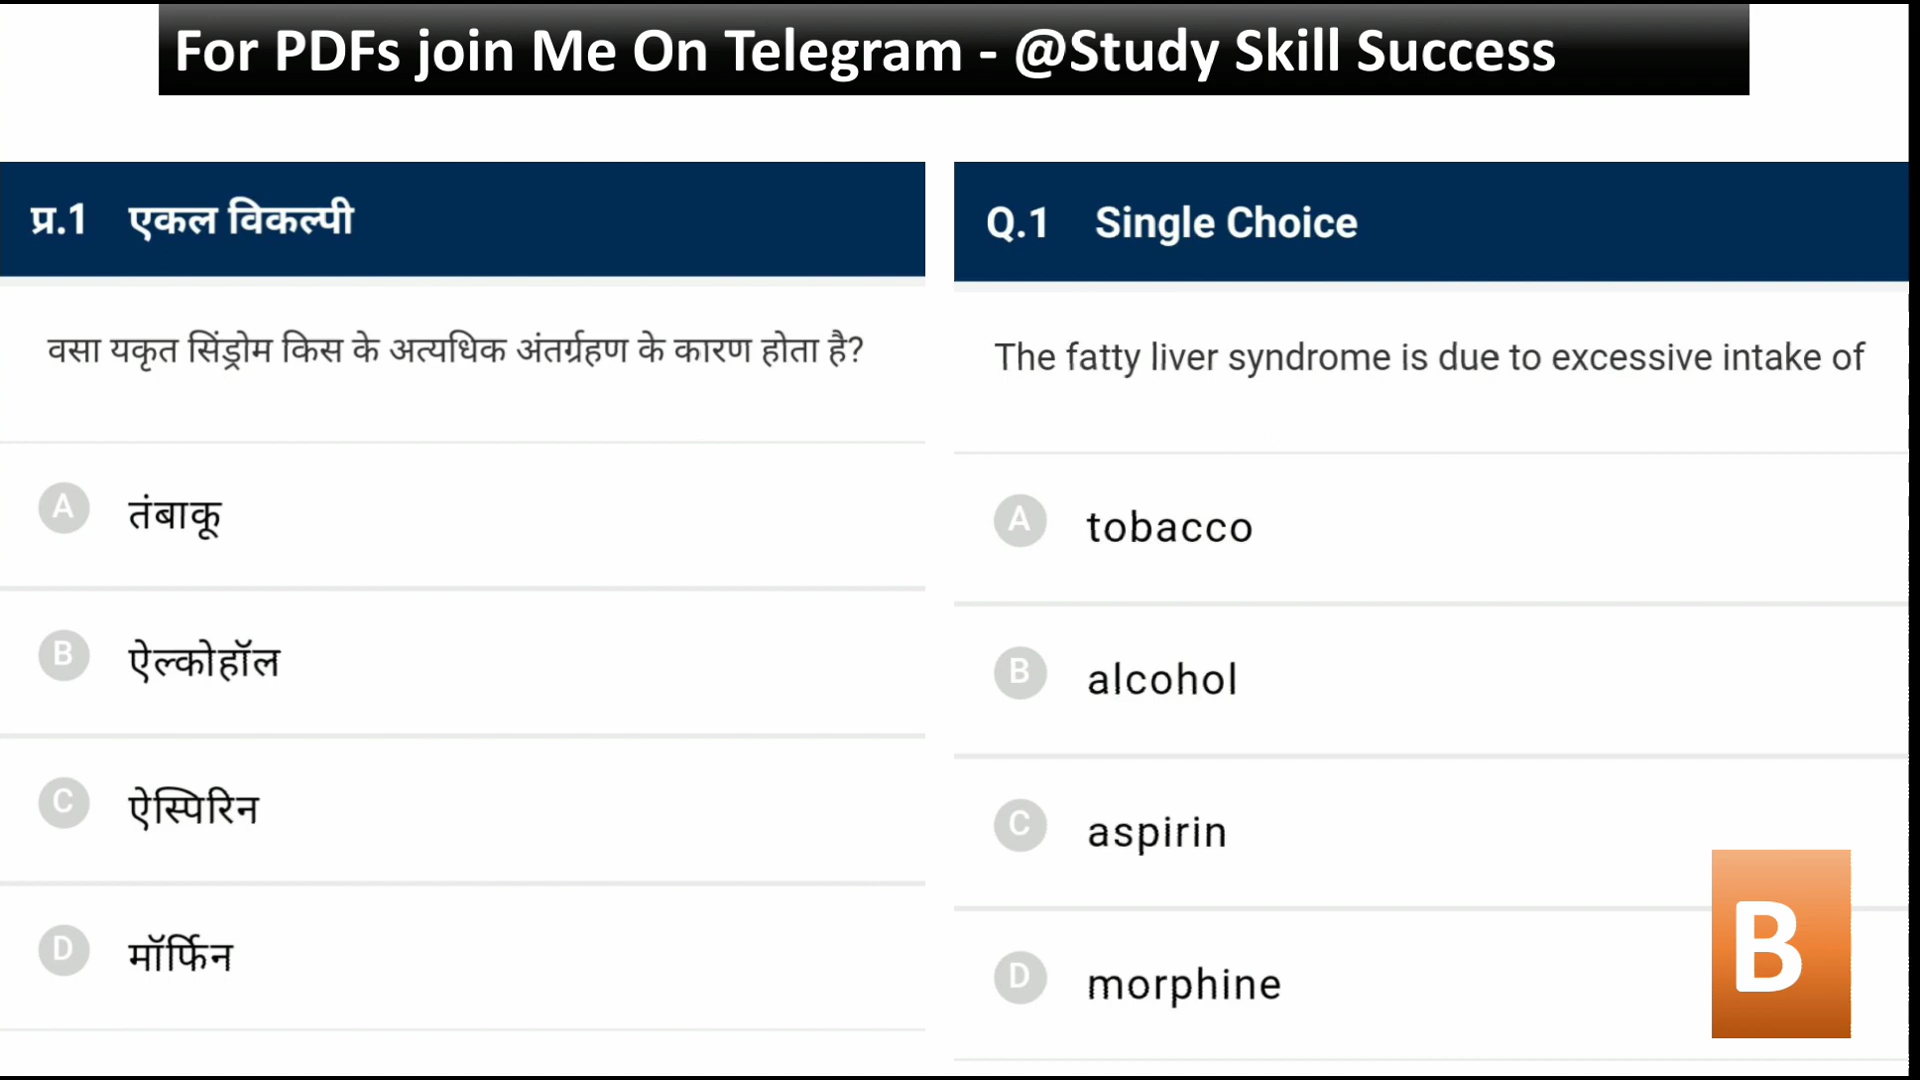 For PDFs join Me On Telegram - @Study Skill Success
प्र.1 एकल विकल्पी
वसा यकृत सिंड्रोम किस के अत्यधिक अंतर्ग्रहण के कारण होता है?
A तंबाकू
B ऐल्कोहॉल
C ऐस्पिरिन
D मॉर्फिन
Q.1 Single Choice
The fatty liver syndrome is due to excessive intake of
A tobacco
B alcohol
C aspirin
D morphine
B